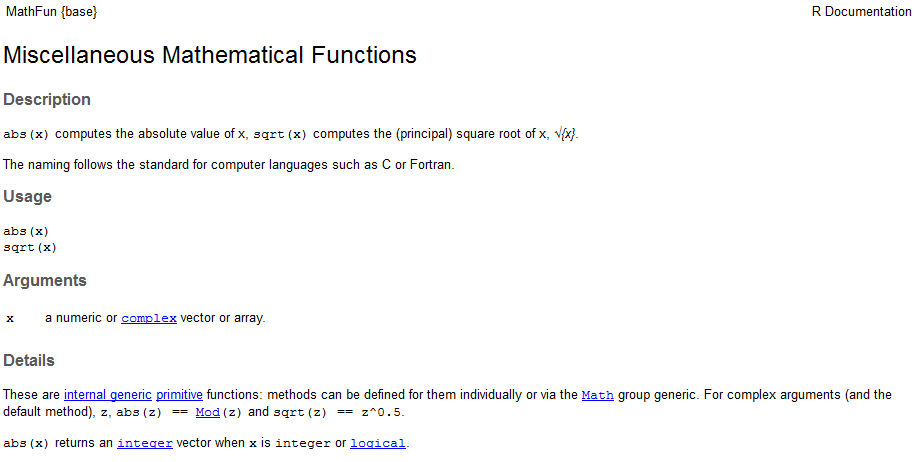 MathFun {base} R Documentation
Miscellaneous Mathematical Functions
Description
abs(x) computes the absolute value of x, sqrt(x) computes the (principal) square root of x, √{x}.
The naming follows the standard for computer languages such as C or Fortran.
Usage
abs(x)
sqrt(x)
Arguments
x a numeric or complex vector or array.
Details
These are internal generic primitive functions: methods can be defined for them individually or via the Math group generic. For complex arguments (and the
default method), z, abs(z) == Mod(z) and sqrt(z) == z^0.5.
abs(x) returns an integer vector when x is integer or logical.